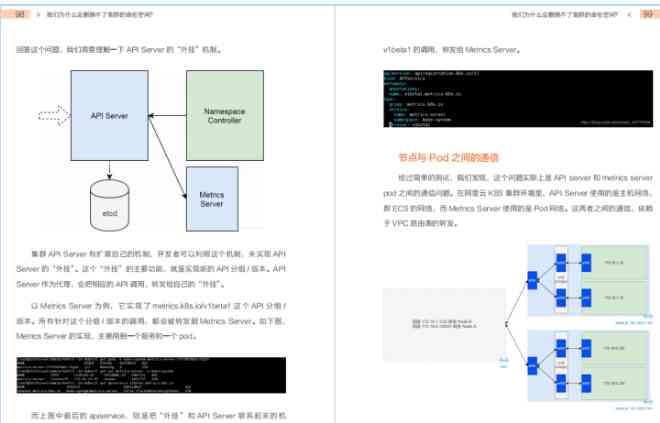 98 > 我们为什么会删除不了集群的命名空间?
回答这个问题,我们需要理解一下 API Server 的“外挂”机制。
API Server
Namespace
Controller
etcd
Metrics
Server
集群 API Server 有扩展自己的机制,开发者可以利用这个机制,来实现 API
Server 的“外挂”。这个“外挂”的主要功能,就是实现新的 API 分组 / 版本。API
Server 作为代理,会把相应的 API 调用,转发给自己的“外挂”。
以 Metrics Server 为例,它实现了 metrics.k8s.io/v1beta1 这个 API 分组 /
版本。所有针对这个分组 / 版本的调用,都会被转发到 Metrics Server。如下图,
Metrics Server 的实现,主要用到一个服务和一个 pod。
而上图中最后的 apiservice,则是把“外挂”和 API Server 联系起来的机
我们为什么会删除不了集群的命名空间? < 99
v1beta1 的调用,转发给 Metrics Server。
节点与 Pod 之间的通信
经过简单的测试,我们发现,这个问题实际上是 API server 和 metrics server
pod 之间的通信问题。在阿里云 K8S 集群环境里,API Server 使用的是主机网络,
即 ECS 的网络,而 Metrics Server 使用的是 Pod 网络。这两者之间的通信,依赖
于 VPC 路由表的转发。